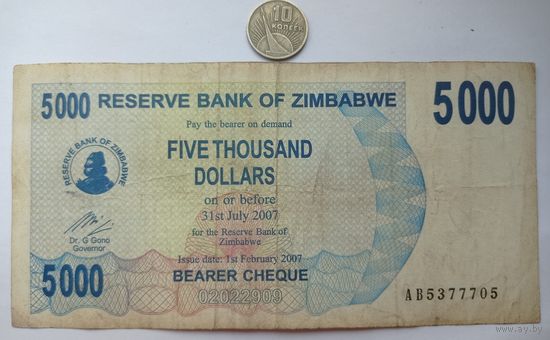 10
КОПЕЕК
5000 RESERVE BANK OF ZIMBABWE 5000
Pay the bearer on demand
RESERVE BANK OF ZIMBABWE
FIVE THOUSAND
DOLLARS
on or before
31st July 2007
for the Reserve Bank of
Zimbabwe
Dr. G Gono
Governor
Issue date: 1st February 2007
5000 BEARER CHEQUE
02022909
AB5377705
www.ay.by